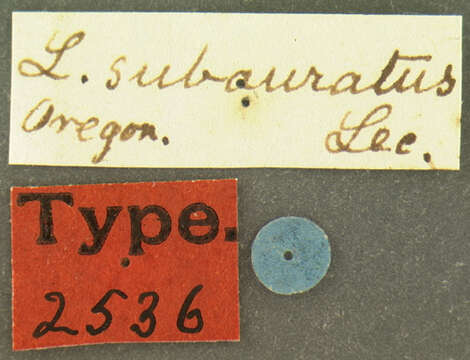 L. subauratus
Oregon. Lec.
Type.
2536